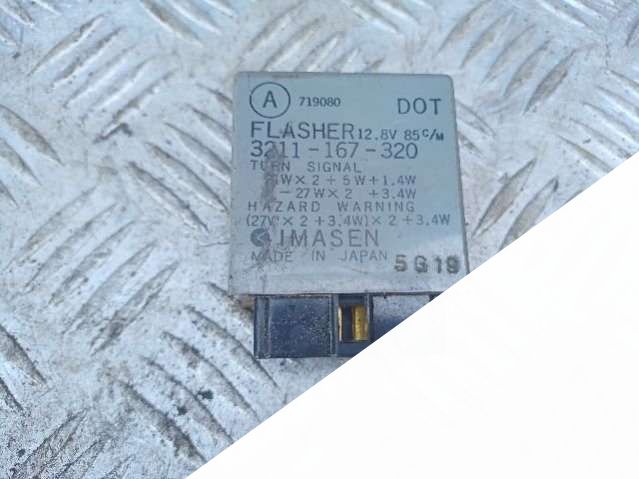 A 719080 DOT
FLASHER 12.8V 85c/M
3211-167-320
TURN SIGNAL
W×2+5W+1.4W
-27W×2 +3.4W
HAZARD WARNING
(27W×2+3.4W)×2+3.4W
IMASEN
MADE IN JAPAN 5G19